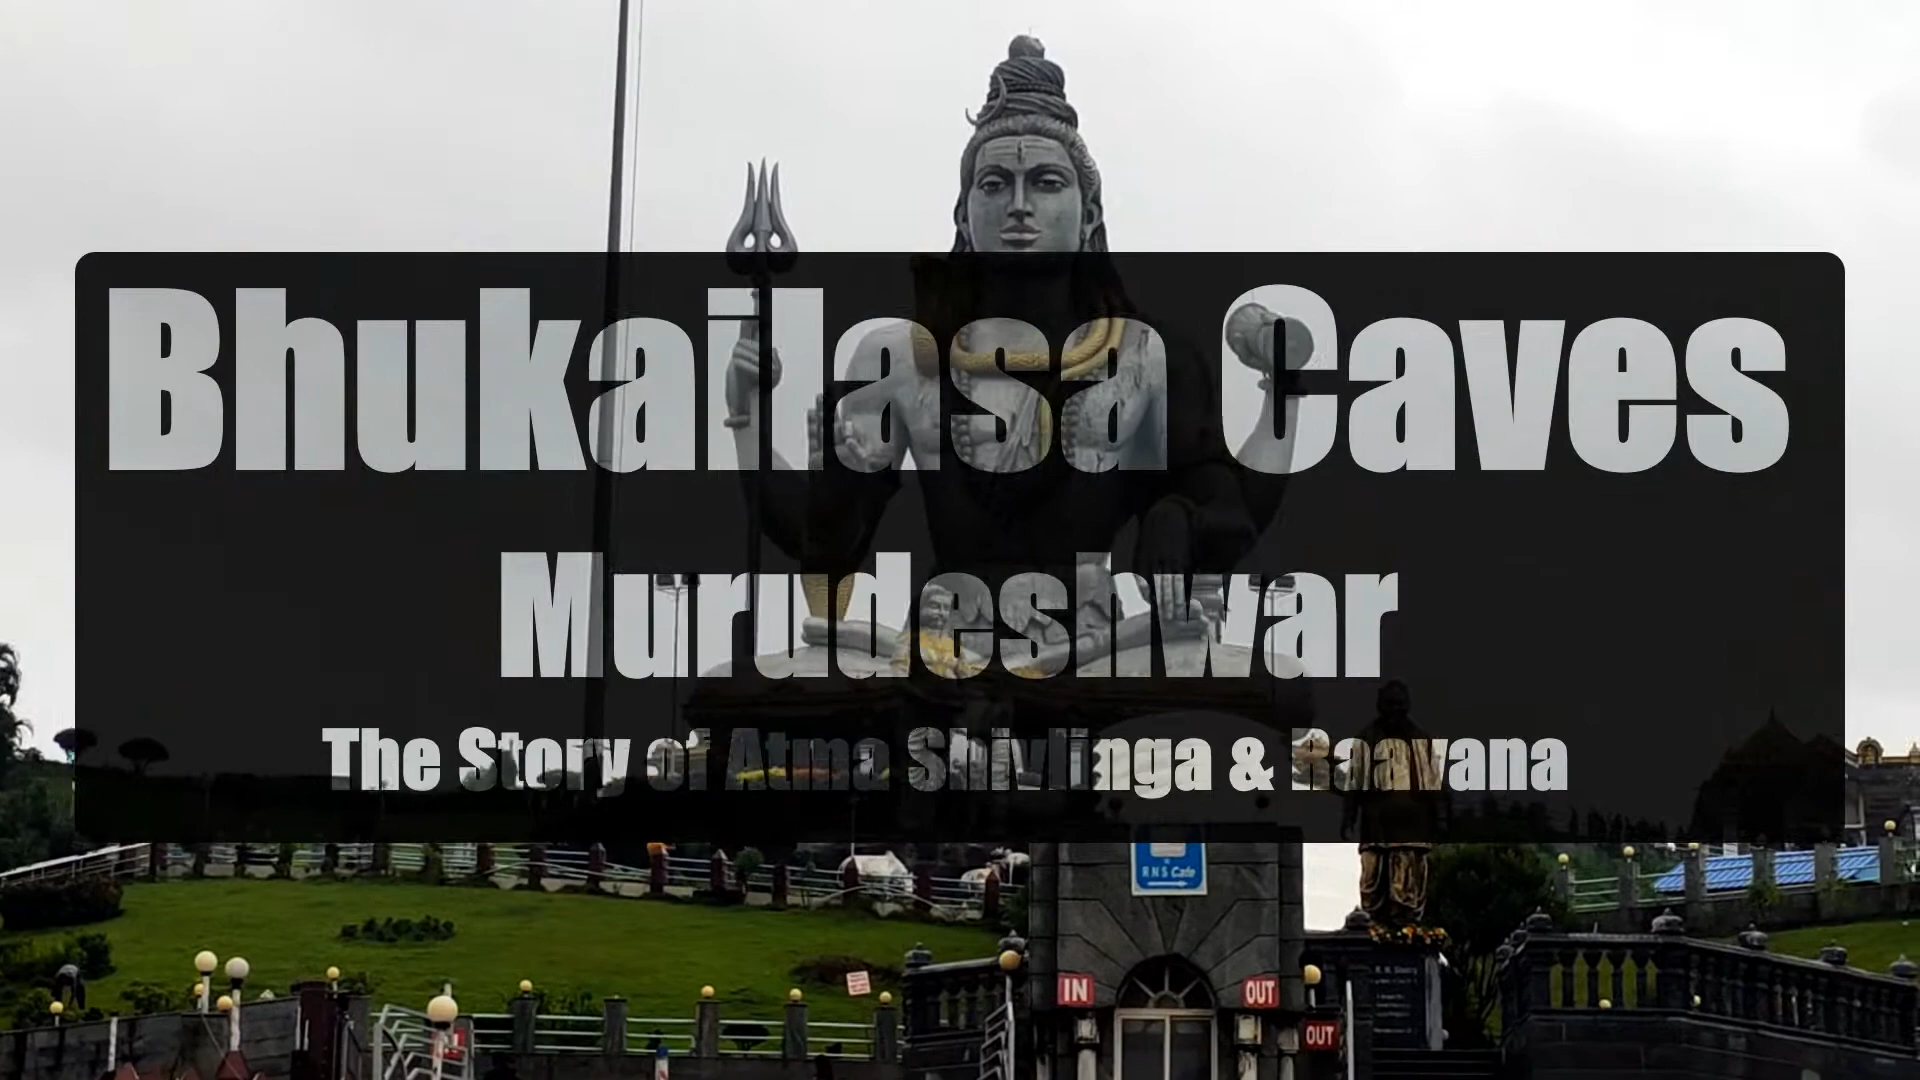 Bhukailasa Caves
Murudeshwar
The Story of Atma Shivlinga & Raavana
RNS Cafe
IN
OUT
OUT